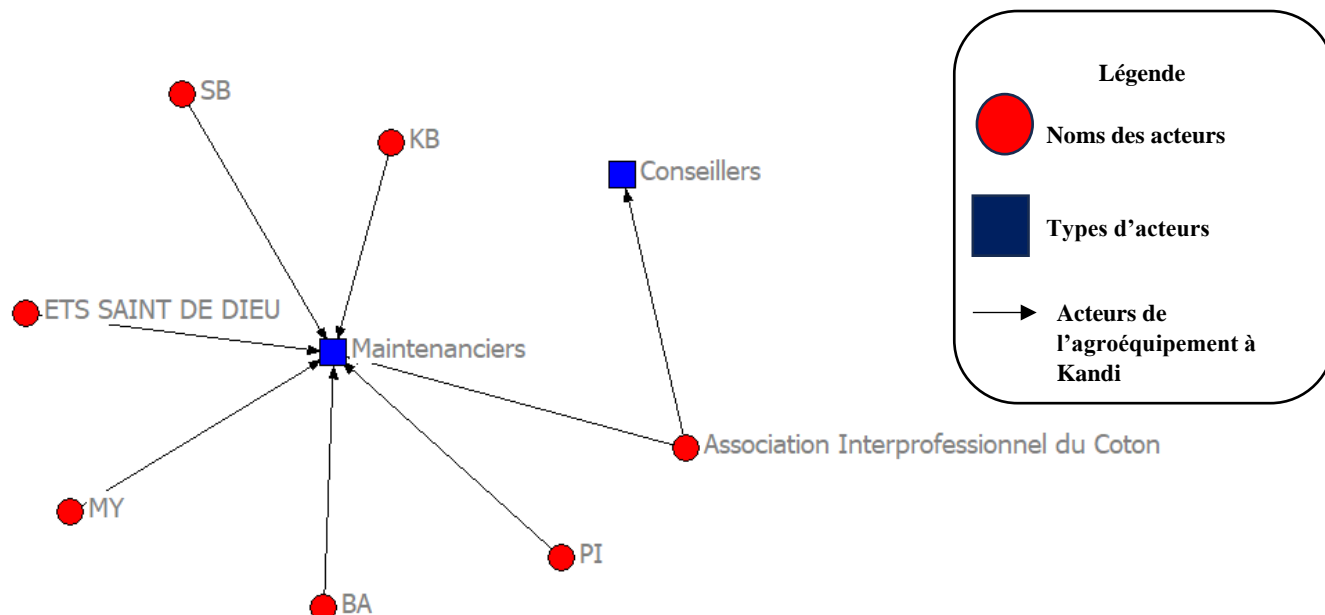 SB
KB
Conseillers
ETS SAINT DE DIEU
Maintenanciers
Association Interprofessionnel du Coton
MY
PI
BA
Légende
Noms des acteurs
Types d'acteurs
Acteurs de
l'agroéquipement à
Kandi